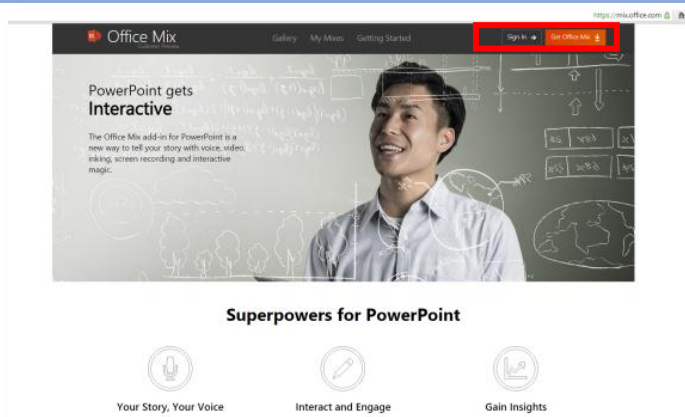 https://mix.office.com
Office Mix
Customer Preview
Gallery My Mixes Getting Started
Sign In
Get Office Mix
PowerPoint gets
Interactive
The Office Mix add-in for PowerPoint is a
new way to tell your story with voice, video,
inking, screen recording and interactive
magic.
Superpowers for PowerPoint
Your Story, Your Voice
Interact and Engage
Gain Insights